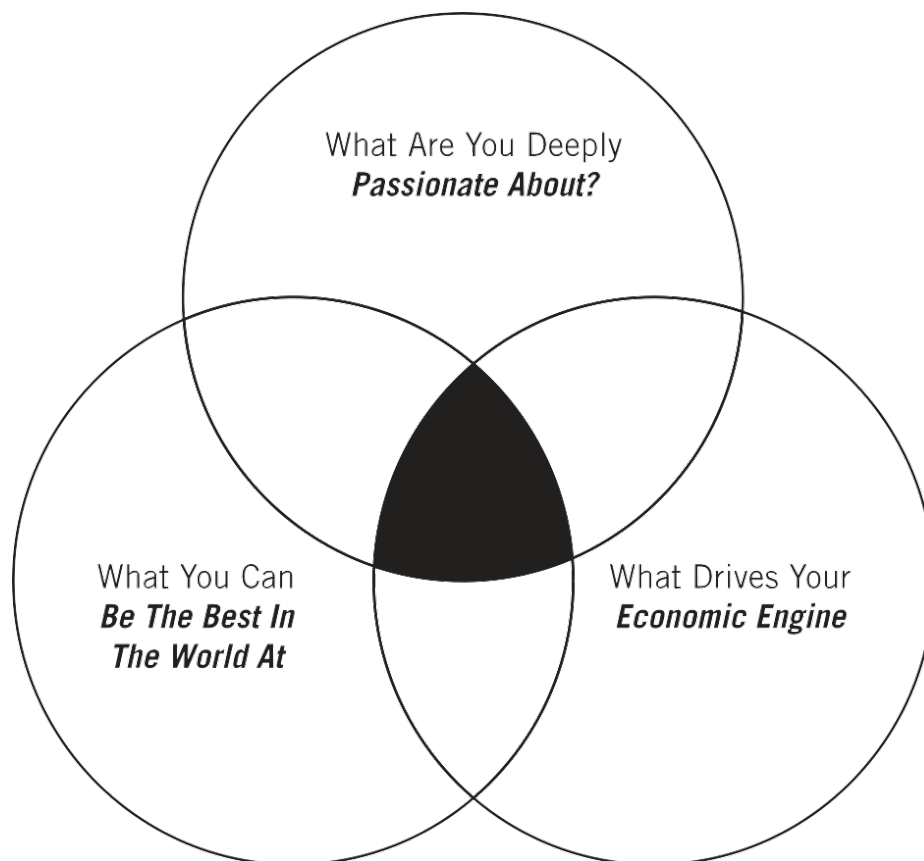 What Are You Deeply
Passionate About?
What You Can
Be The Best In
The World At
What Drives Your
Economic Engine